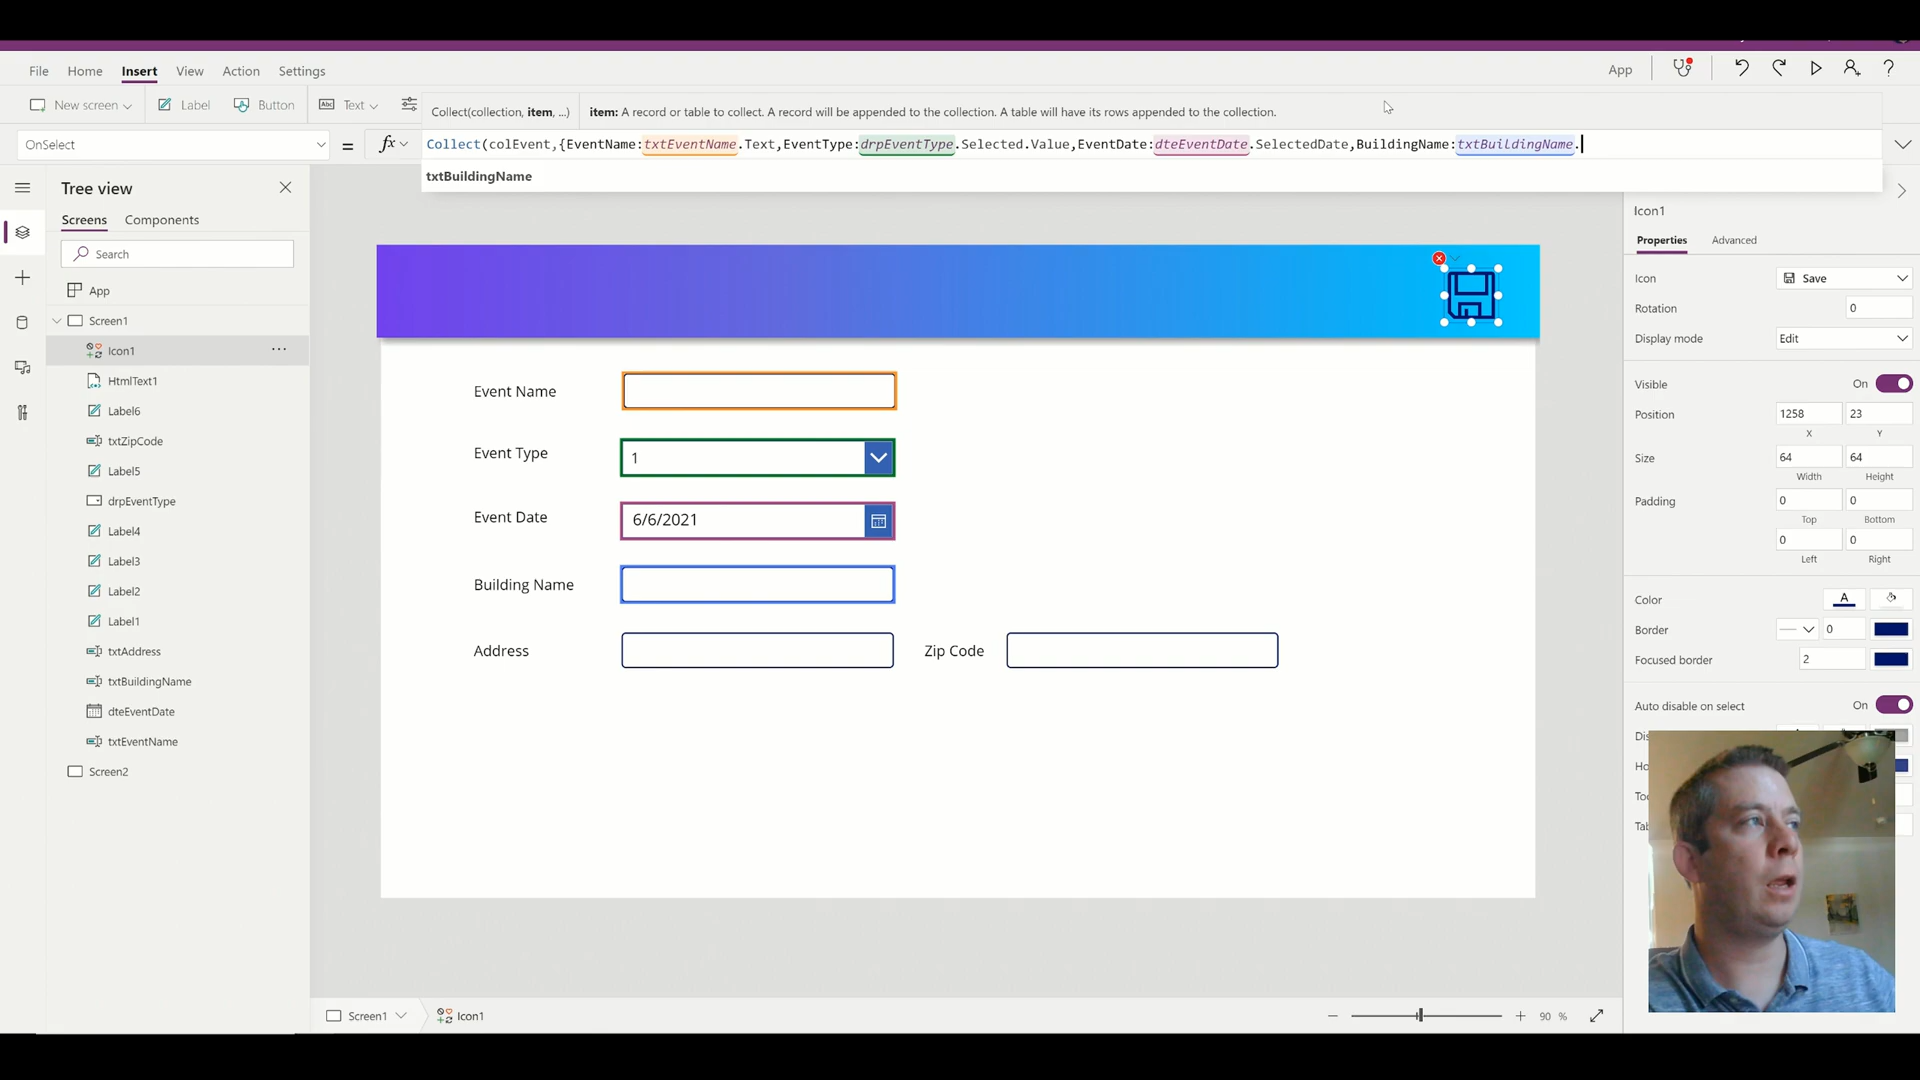 File Home Insert View Action Settings App
New screen Label Button Text
Collect(collection, item, ...) item: A record or table to collect. A record will be appended to the collection. A table will have its rows appended to the collection.
OnSelect = fx Collect(colEvent,{EventName:txtEventName.Text,EventType:drpEventType.Selected.Value,EventDate:dteEventDate.SelectedDate,BuildingName:txtBuildingName.
txtBuildingName
Tree view
Screens Components
Search
App
Screen1
Icon1 ...
HtmlText1
Label6
txtZipCode
Label5
drpEventType
Label4
Label3
Label2
Label1
txtAddress
txtBuildingName
dteEventDate
txtEventName
Screen2
Event Name
Event Type 1
Event Date 6/6/2021
Building Name
Address Zip Code
Icon1
Properties Advanced
Icon Save
Rotation 0
Display mode Edit
Visible On
Position 1258 23
X Y
Size 64 64
Width Height
Padding 0 0
Top Bottom
0 0
Left Right
Color A
Border 0
Focused border 2
Auto disable on select On
Screen1 Icon1 90 %